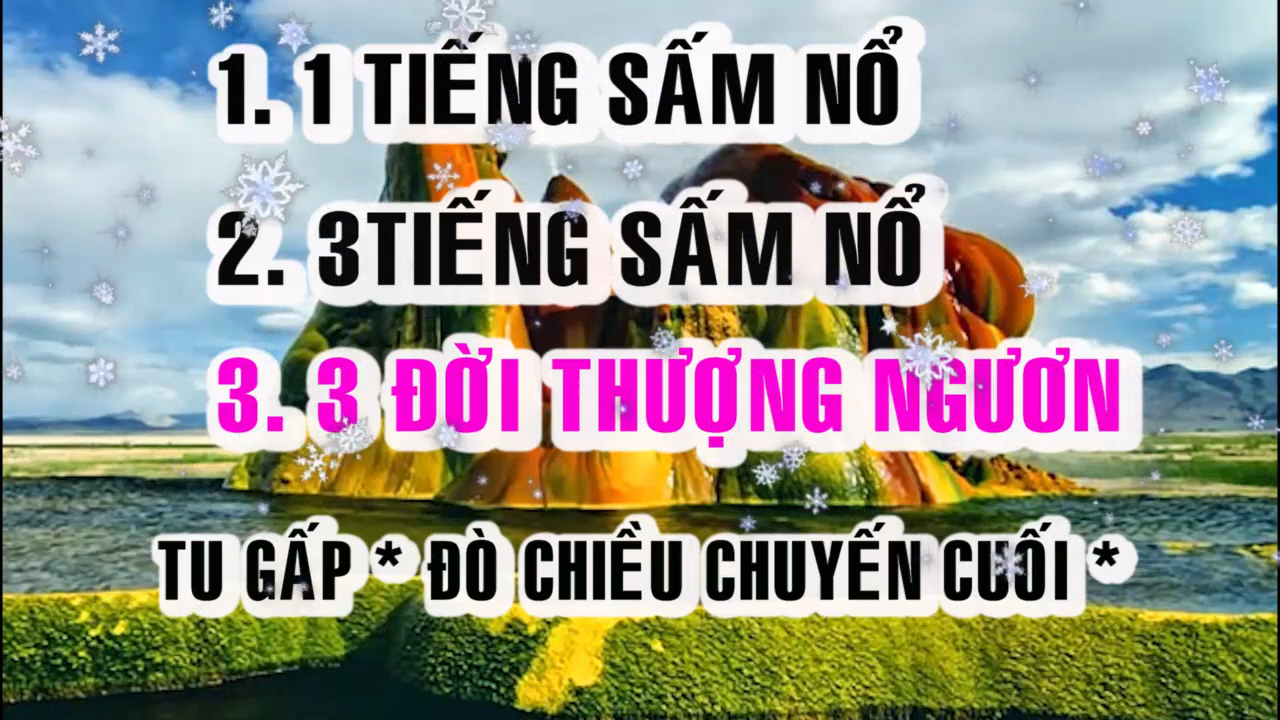 1. 1 TIẾNG SẤM NỔ
2. 3TIẾNG SẤM NỔ
3. 3 ĐỜI THƯỢNG NGƯƠN
TU GẤP * ĐÒ CHIỀU CHUYẾN CUỐI *